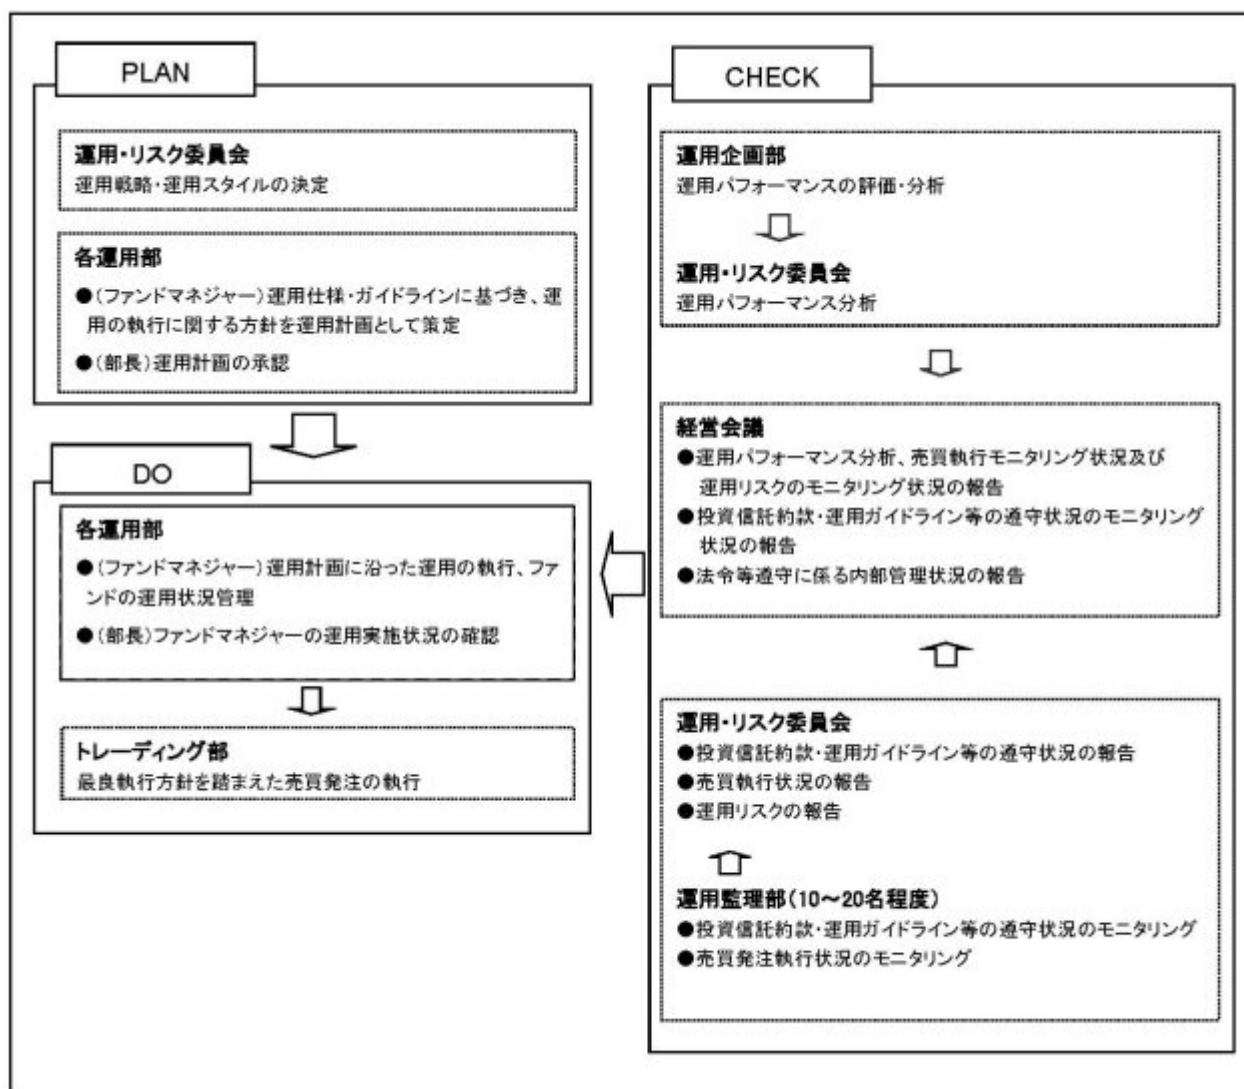 PLAN
運用・リスク委員会
運用戦略・運用スタイルの決定
各運用部
●(ファンドマネジャー)運用仕様・ガイドラインに基づき、運
用の執行に関する方針を運用計画として策定
●(部長)運用計画の承認
DO
各運用部
●(ファンドマネジャー)運用計画に沿った運用の執行、ファ
ンドの運用状況管理
●(部長)ファンドマネジャーの運用実施状況の確認
トレーディング部
最良執行方針を踏まえた売買発注の執行
CHECK
運用企画部
運用パフォーマンスの評価・分析
運用・リスク委員会
運用パフォーマンス分析
経営会議
●運用パフォーマンス分析、売買執行モニタリング状況及び
運用リスクのモニタリング状況の報告
●投資信託約款・運用ガイドライン等の遵守状況のモニタリング
状況の報告
●法令等遵守に係る内部管理状況の報告
運用・リスク委員会
●投資信託約款・運用ガイドライン等の遵守状況の報告
●売買執行状況の報告
●運用リスクの報告
運用監理部(10～20名程度)
●投資信託約款・運用ガイドライン等の遵守状況のモニタリング
●売買発注執行状況のモニタリング